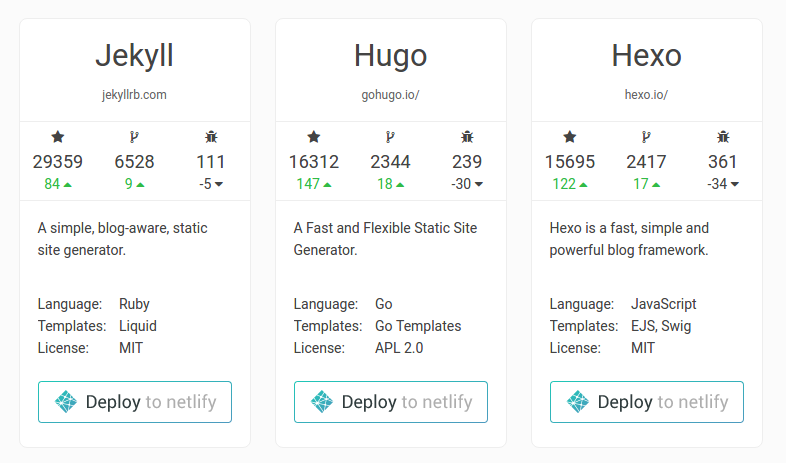 Jekyll
jekyllrb.com
29359 6528 111
84 9 -5
A simple, blog-aware, static
site generator.
Language: Ruby
Templates: Liquid
License: MIT
Deploy to netlify
Hugo
gohugo.io/
16312 2344 239
147 18 -30
A Fast and Flexible Static Site
Generator.
Language: Go
Templates: Go Templates
License: APL 2.0
Deploy to netlify
Hexo
hexo.io/
15695 2417 361
122 17 -34
Hexo is a fast, simple and
powerful blog framework.
Language: JavaScript
Templates: EJS, Swig
License: MIT
Deploy to netlify